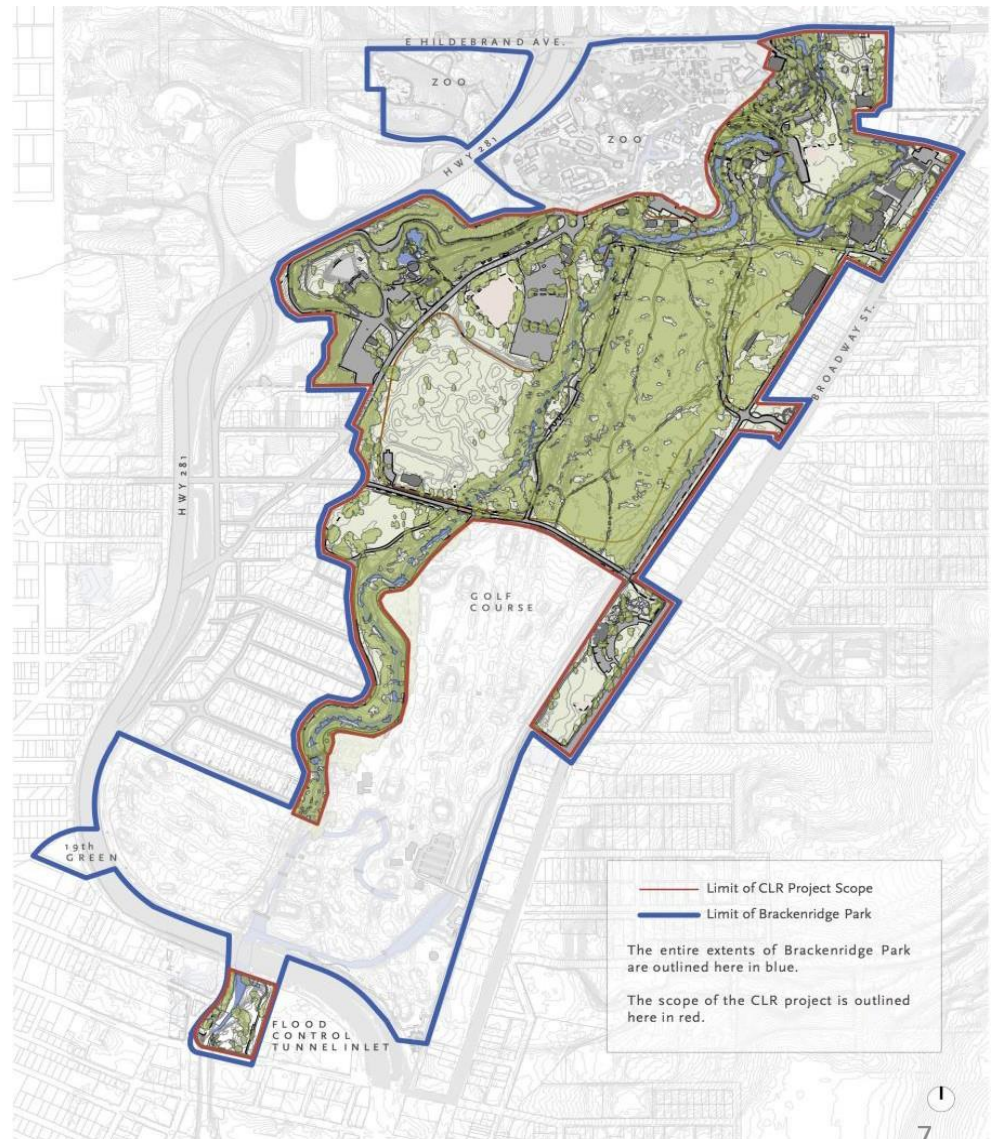 E HILDEBRAND AVE.
ZOO
HWY 281
ZOO
BROADWAY ST.
HWY 281
GOLF
COURSE
19th
GREEN
FLOOD
CONTROL
TUNNEL INLET
Limit of CLR Project Scope
Limit of Brackenridge Park
The entire extents of Brackenridge Park
are outlined here in blue.
The scope of the CLR project is outlined
here in red.
7